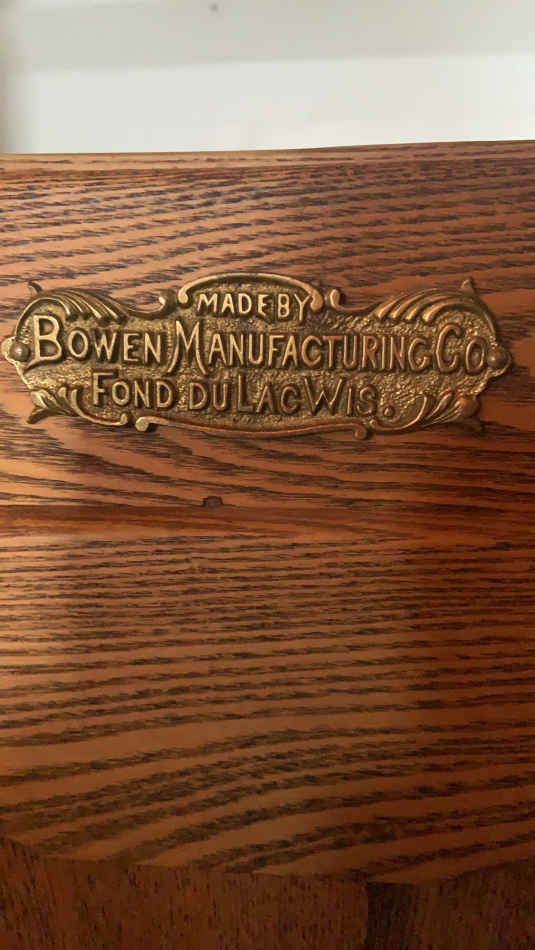 MADE BY
BOWEN MANUFACTURING CO
FOND DU LAC WIS.